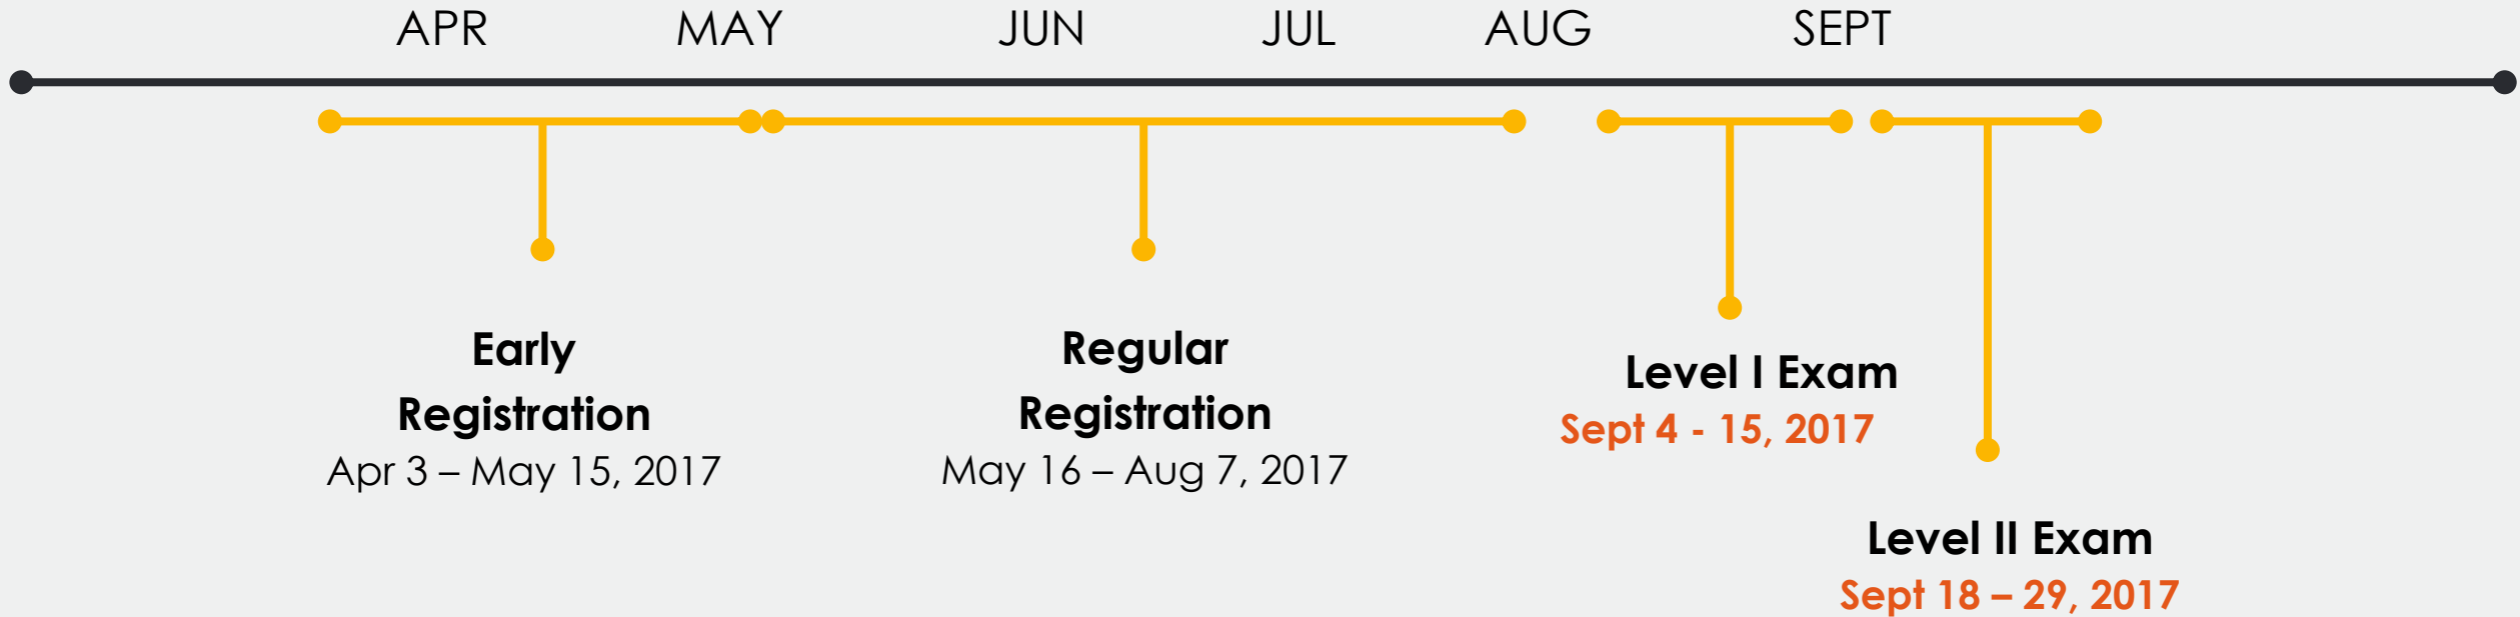 APR MAY JUN JUL AUG SEPT
Early
Registration
Apr 3 – May 15, 2017
Regular
Registration
May 16 – Aug 7, 2017
Level I Exam
Sept 4 - 15, 2017
Level II Exam
Sept 18 – 29, 2017